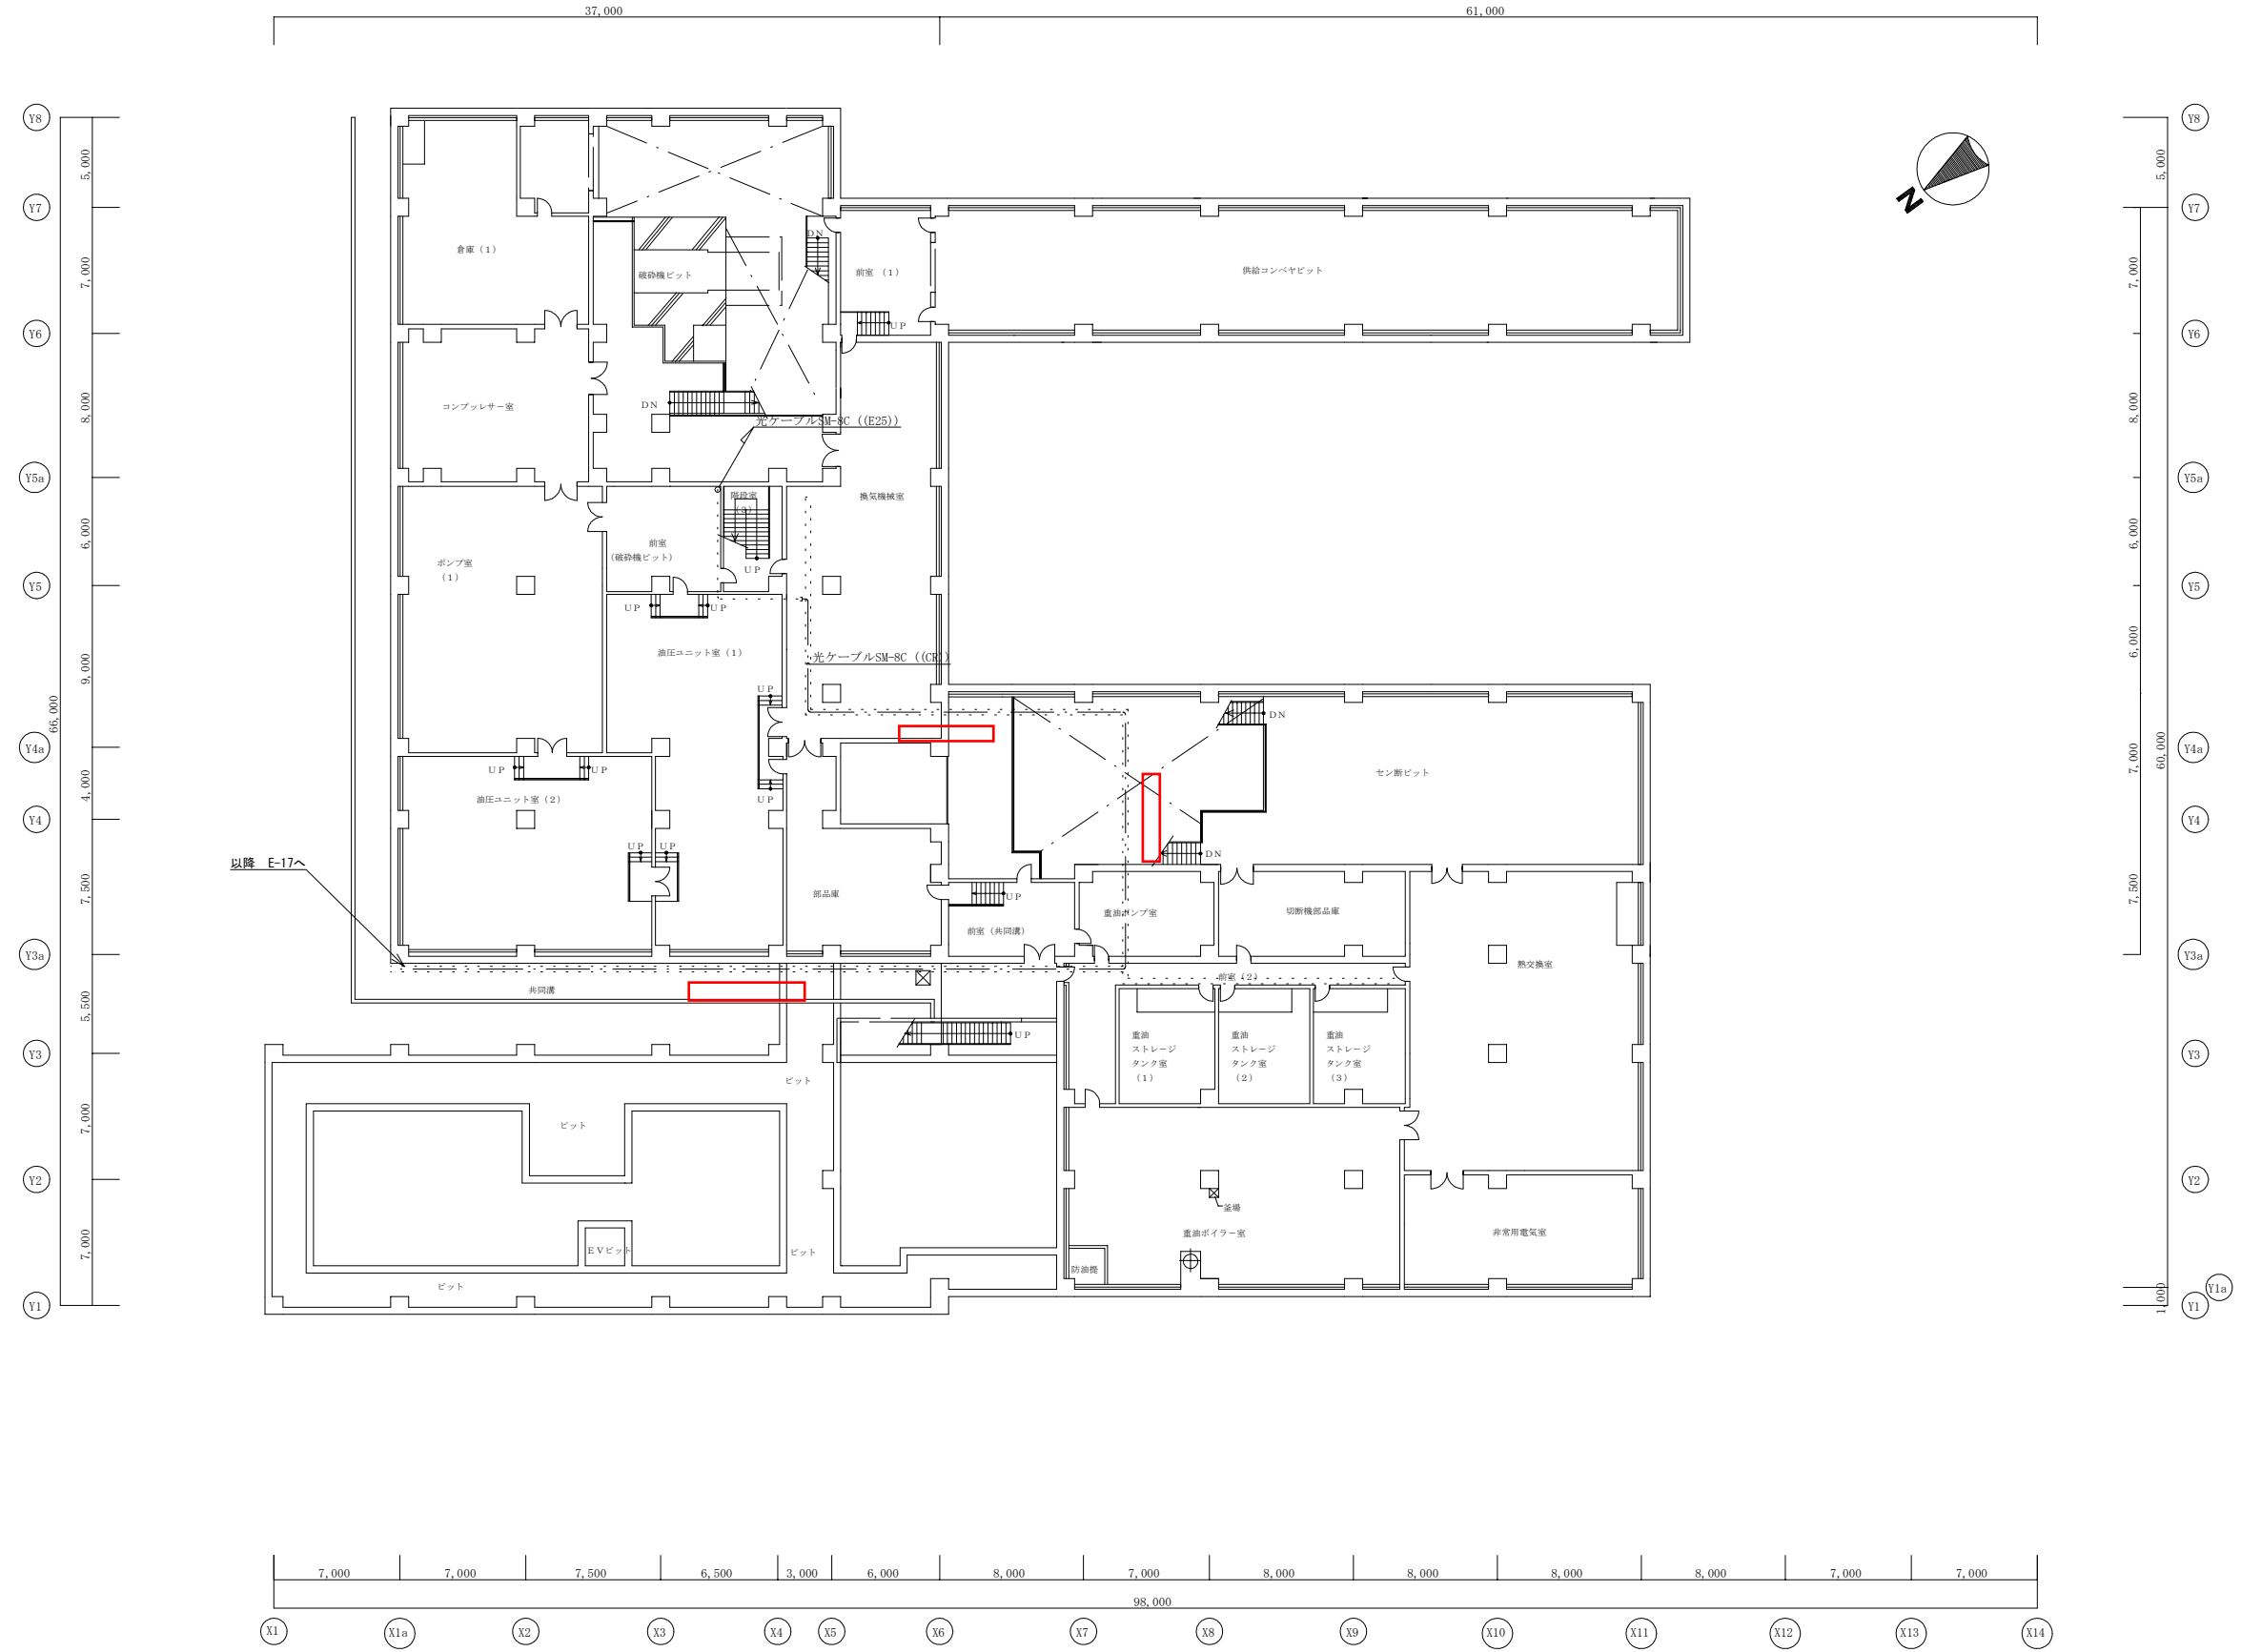 37,000
61,000
Y8
Y8
5,000
5,000
N
Y7
Y7
DN
倉庫（１）
破砕機ピット
前室 （１）
供給コンベヤピット
7,000
7,000
UP
Y6
Y6
コンプレッサー室
DN
8,000
8,000
光ケーブルSM-8C ((E25))
Y5a
Y5a
階段室
（3）
換気機械室
6,000
6,000
前室
（破砕機ピット）
ポンプ室
（１）
UP
Y5
Y5
UP
UP
油圧ユニット室（１）
光ケーブルSM-8C ((CR))
9,000
6,000
66,000
UP
DN
Y4a
Y4a
7,000
60,000
UP
UP
セン断ピット
油圧ユニット室（２）
UP
4,000
Y4
Y4
UP
UP
DN
以降　E-17へ
7,500
7,500
部品庫
UP
重油ポンプ室
切断機部品庫
前室（共同溝）
Y3a
Y3a
熱交換室
前室（２）
共同溝
5,500
UP
重油
ストレージ
タンク室
（１）
重油
ストレージ
タンク室
（２）
重油
ストレージ
タンク室
（３）
Y3
Y3
ピット
7,000
ピット
Y2
Y2
釜場
重油ボイラー室
非常用電気室
7,000
ＥＶピット
ピット
防油堤
ピット
1,000
Y1a
Y1
Y1
7,000
7,000
7,500
6,500
3,000
6,000
8,000
7,000
8,000
8,000
8,000
8,000
7,000
7,000
98,000
X1
X1a
X2
X3
X4
X5
X6
X7
X8
X9
X10
X11
X12
X13
X14